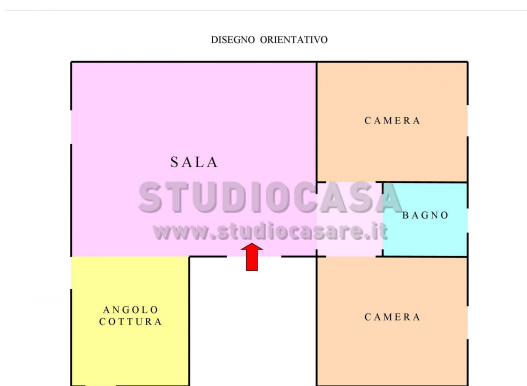 DISEGNO ORIENTATIVO
CAMERA
SALA
STUDIOCASA
BAGNO
www.studiocasare.it
ANGOLO
COTTURA
CAMERA